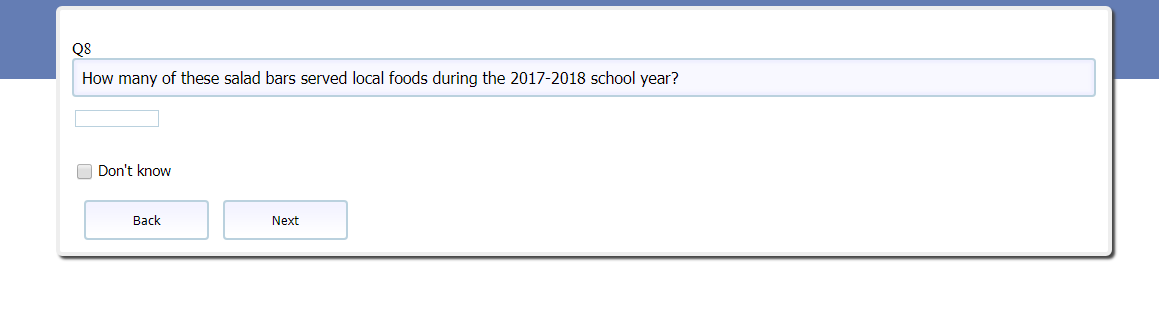 Q8
How many of these salad bars served local foods during the 2017-2018 school year?
Don't know
Back Next